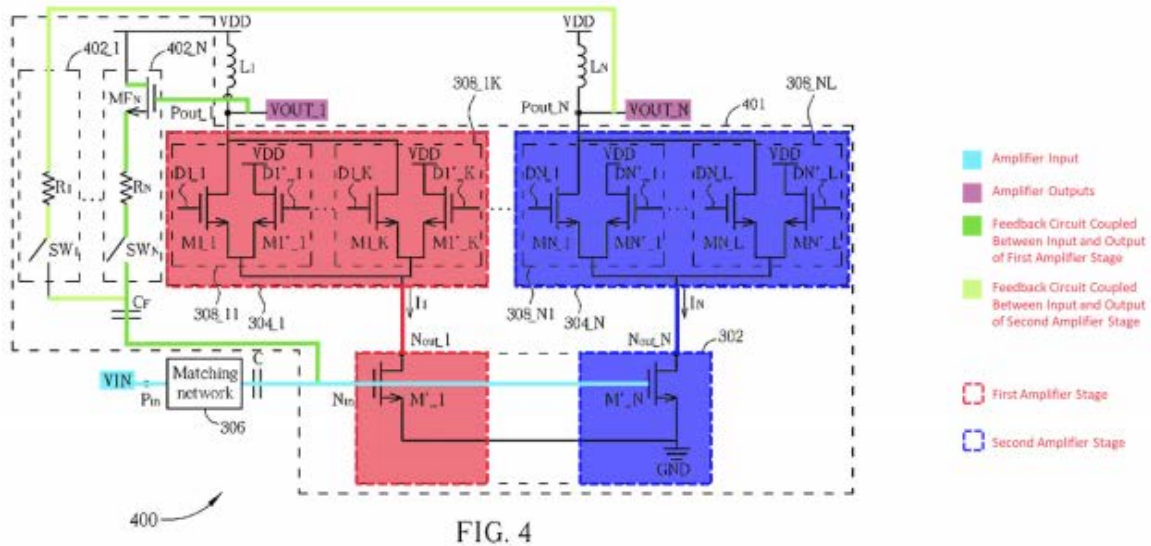 VDD
VDD
402_1
402_N
L1
LN
308_1K
308_NL
MFN
Pout_1
VOUT_1
Pout_N
VOUT_N
401
VDD
VDD
VDD
VDD
D1_1
D1'_1
D1_K
D1'_K
DN_1
DN'_1
DN_L
DN'_L
R1
RN
M1_1
M1'_1
M1_K
M1'_K
MN_1
MN'_1
MN_L
MN'_L
SW1
SWN
CF
308_11
304_1
I1
308_N1
304_N
IN
Nout_1
Nout_N
302
VIN
Pin
Matching
network
C
Nin
M'_1
M'_N
306
GND
400
FIG. 4
Amplifier Input
Amplifier Outputs
Feedback Circuit Coupled
Between Input and Output
of First Amplifier Stage
Feedback Circuit Coupled
Between Input and Output
of Second Amplifier Stage
First Amplifier Stage
Second Amplifier Stage